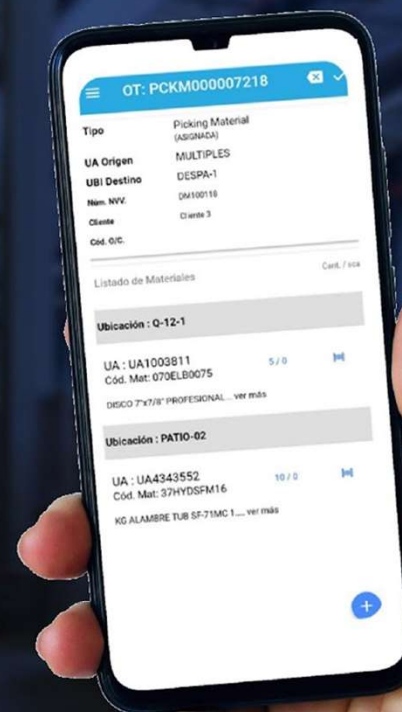 OT: PCKM000007218
Tipo Picking Material
(ASIGNADA)
UA Origen MULTIPLES
UBI Destino DESPA-1
Núm. NVV. DM100118
Cliente Cliente 3
Cód. O/C.
Listado de Materiales Cant. / sca
Ubicación : Q-12-1
UA : UA1003811 5 / 0
Cód. Mat: 070ELB0075
DISCO 7"x7/8" PROFESIONAL... ver más
Ubicación : PATIO-02
UA : UA4343552 10 / 0
Cód. Mat: 37HYDSFM16
KG ALAMBRE TUB SF-71MC 1.... ver más